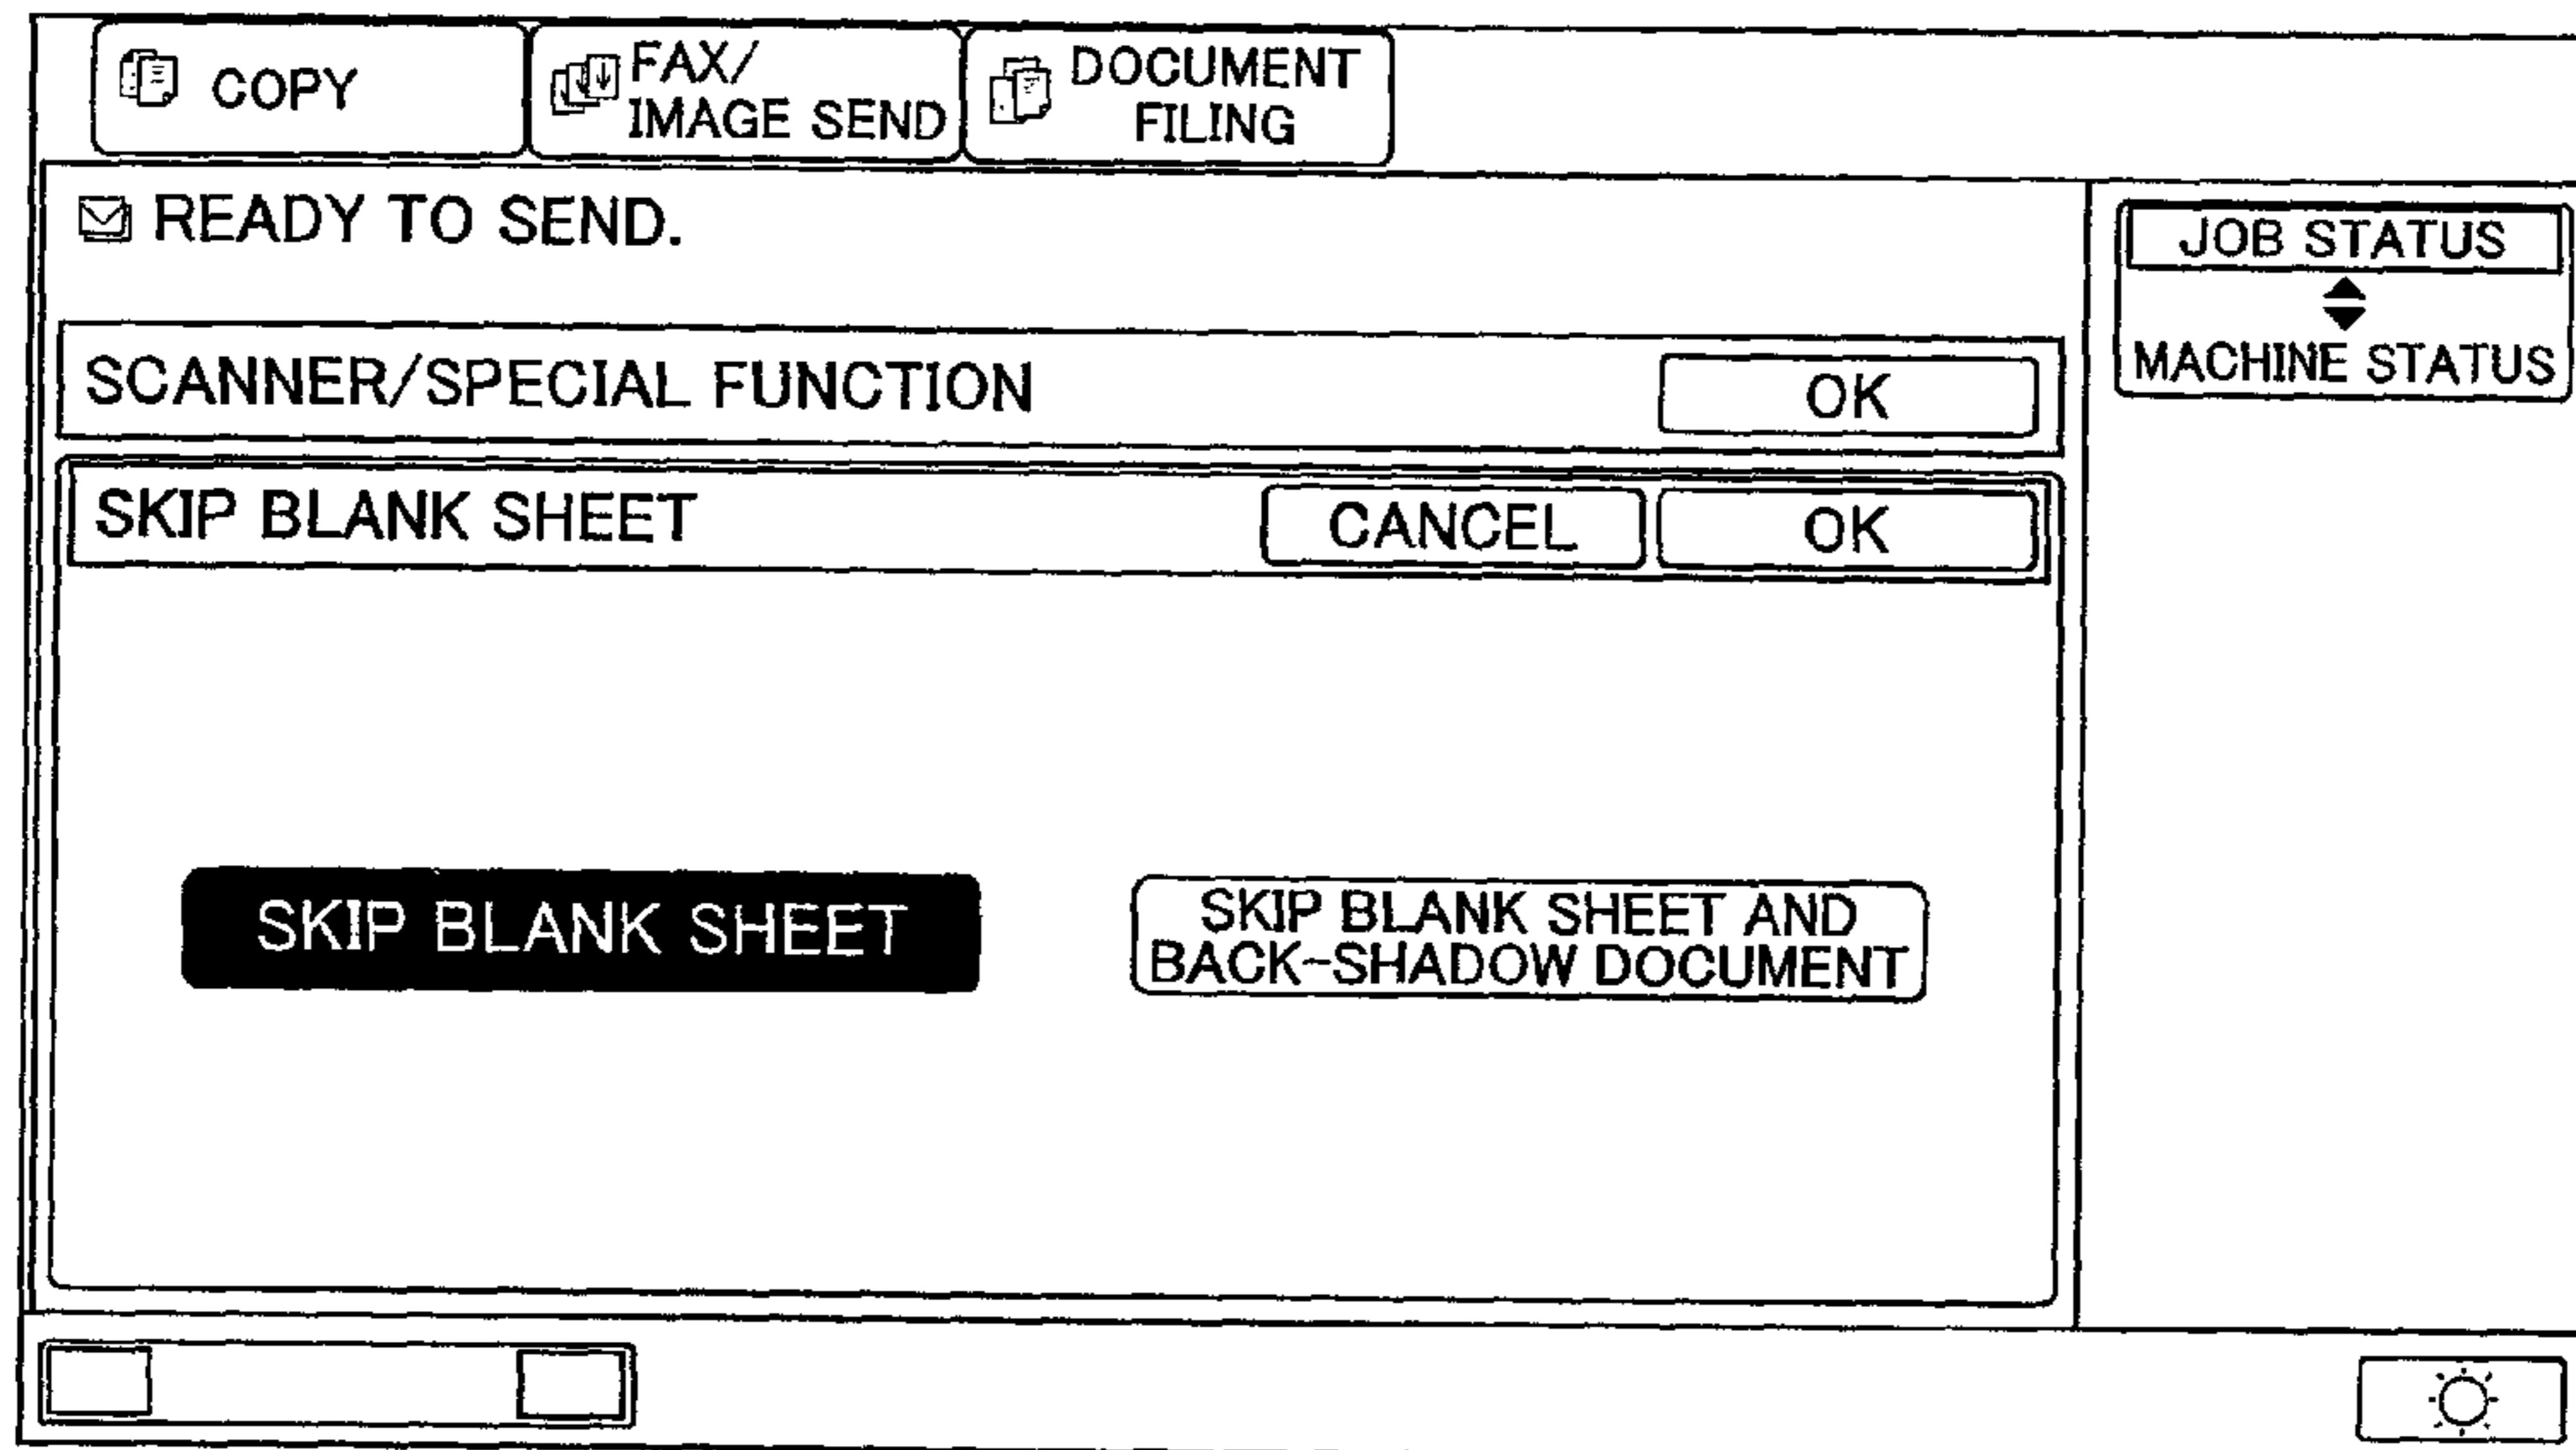 COPY
FAX/
IMAGE SEND
DOCUMENT
FILING
READY TO SEND.
JOB STATUS
MACHINE STATUS
SCANNER/SPECIAL FUNCTION
OK
SKIP BLANK SHEET
CANCEL
OK
SKIP BLANK SHEET
SKIP BLANK SHEET AND
BACK-SHADOW DOCUMENT